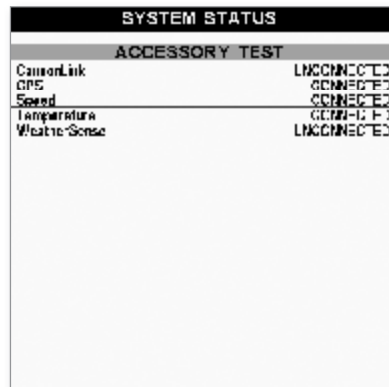 SYSTEM STATUS
ACCESSORY TEST
CannonLink UNCONNECTED
GPS CONNECTED
Speed CONNECTED
Temperature CONNECTED
WeatherSense UNCONNECTED